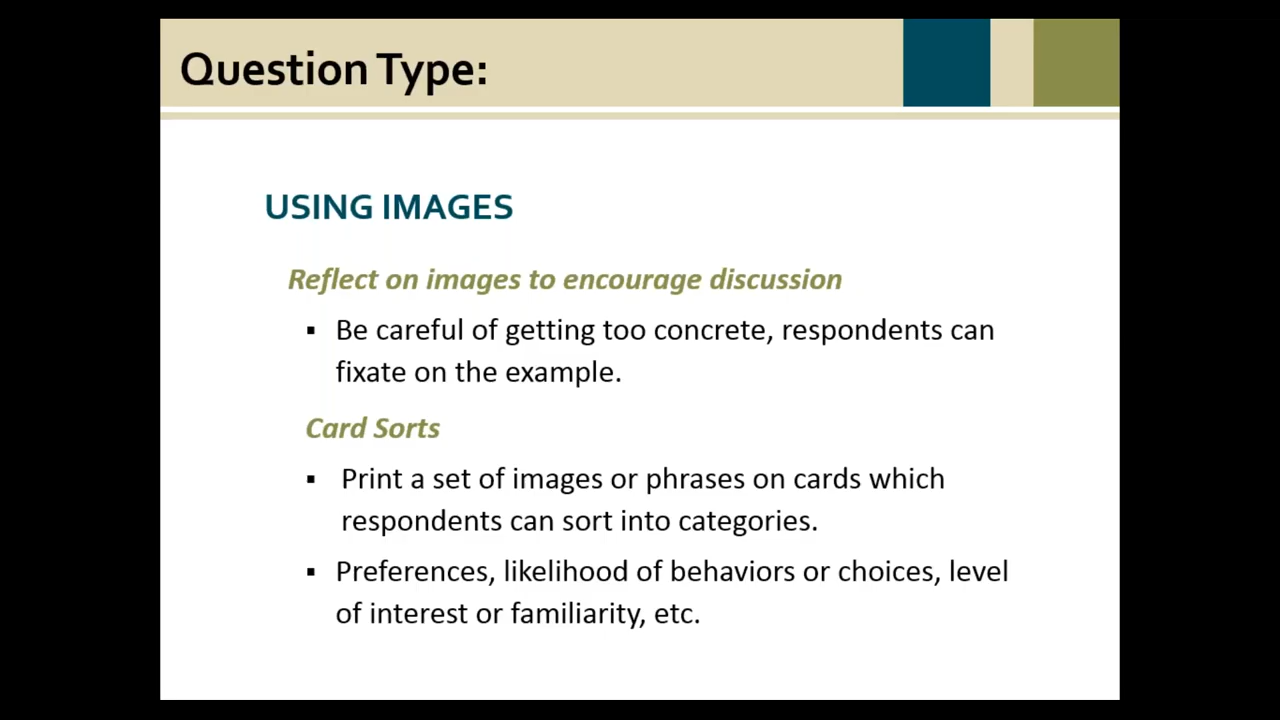 Question Type:
USING IMAGES
Reflect on images to encourage discussion
▪ Be careful of getting too concrete, respondents can
fixate on the example.
Card Sorts
▪ Print a set of images or phrases on cards which
respondents can sort into categories.
▪ Preferences, likelihood of behaviors or choices, level
of interest or familiarity, etc.